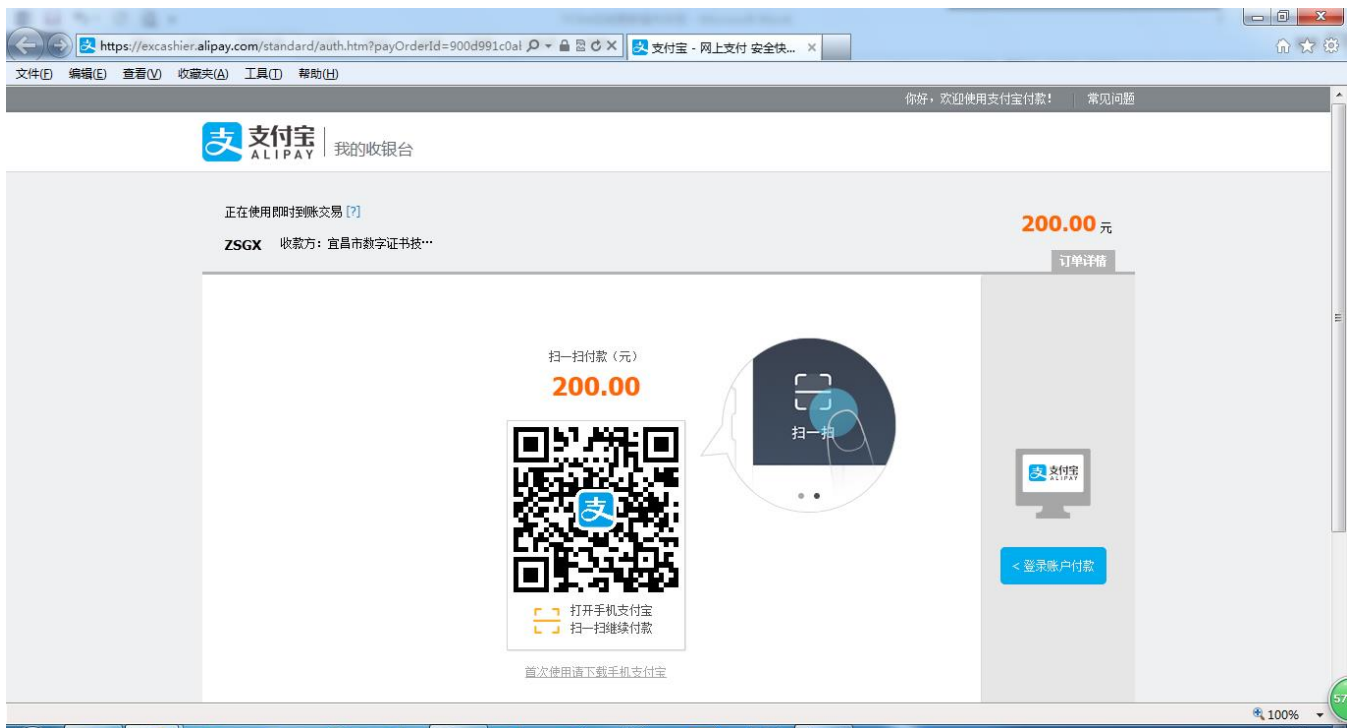 https://excashier.alipay.com/standard/auth.htm?payOrderId=900d991c0al
支付宝 - 网上支付 安全快...
文件(F) 编辑(E) 查看(V) 收藏夹(A) 工具(T) 帮助(H)
你好，欢迎使用支付宝付款！ 常见问题
支 支付宝 ALIPAY 我的收银台
正在使用即时到账交易 [?]
200.00 元
ZSGX 收款方：宜昌市数字证书技…
订单详情
扫一扫付款（元）
200.00
扫一扫
支
支 支付宝 ALIPAY
< 登录账户付款
打开手机支付宝
扫一扫继续付款
首次使用请下载手机支付宝
57
100%